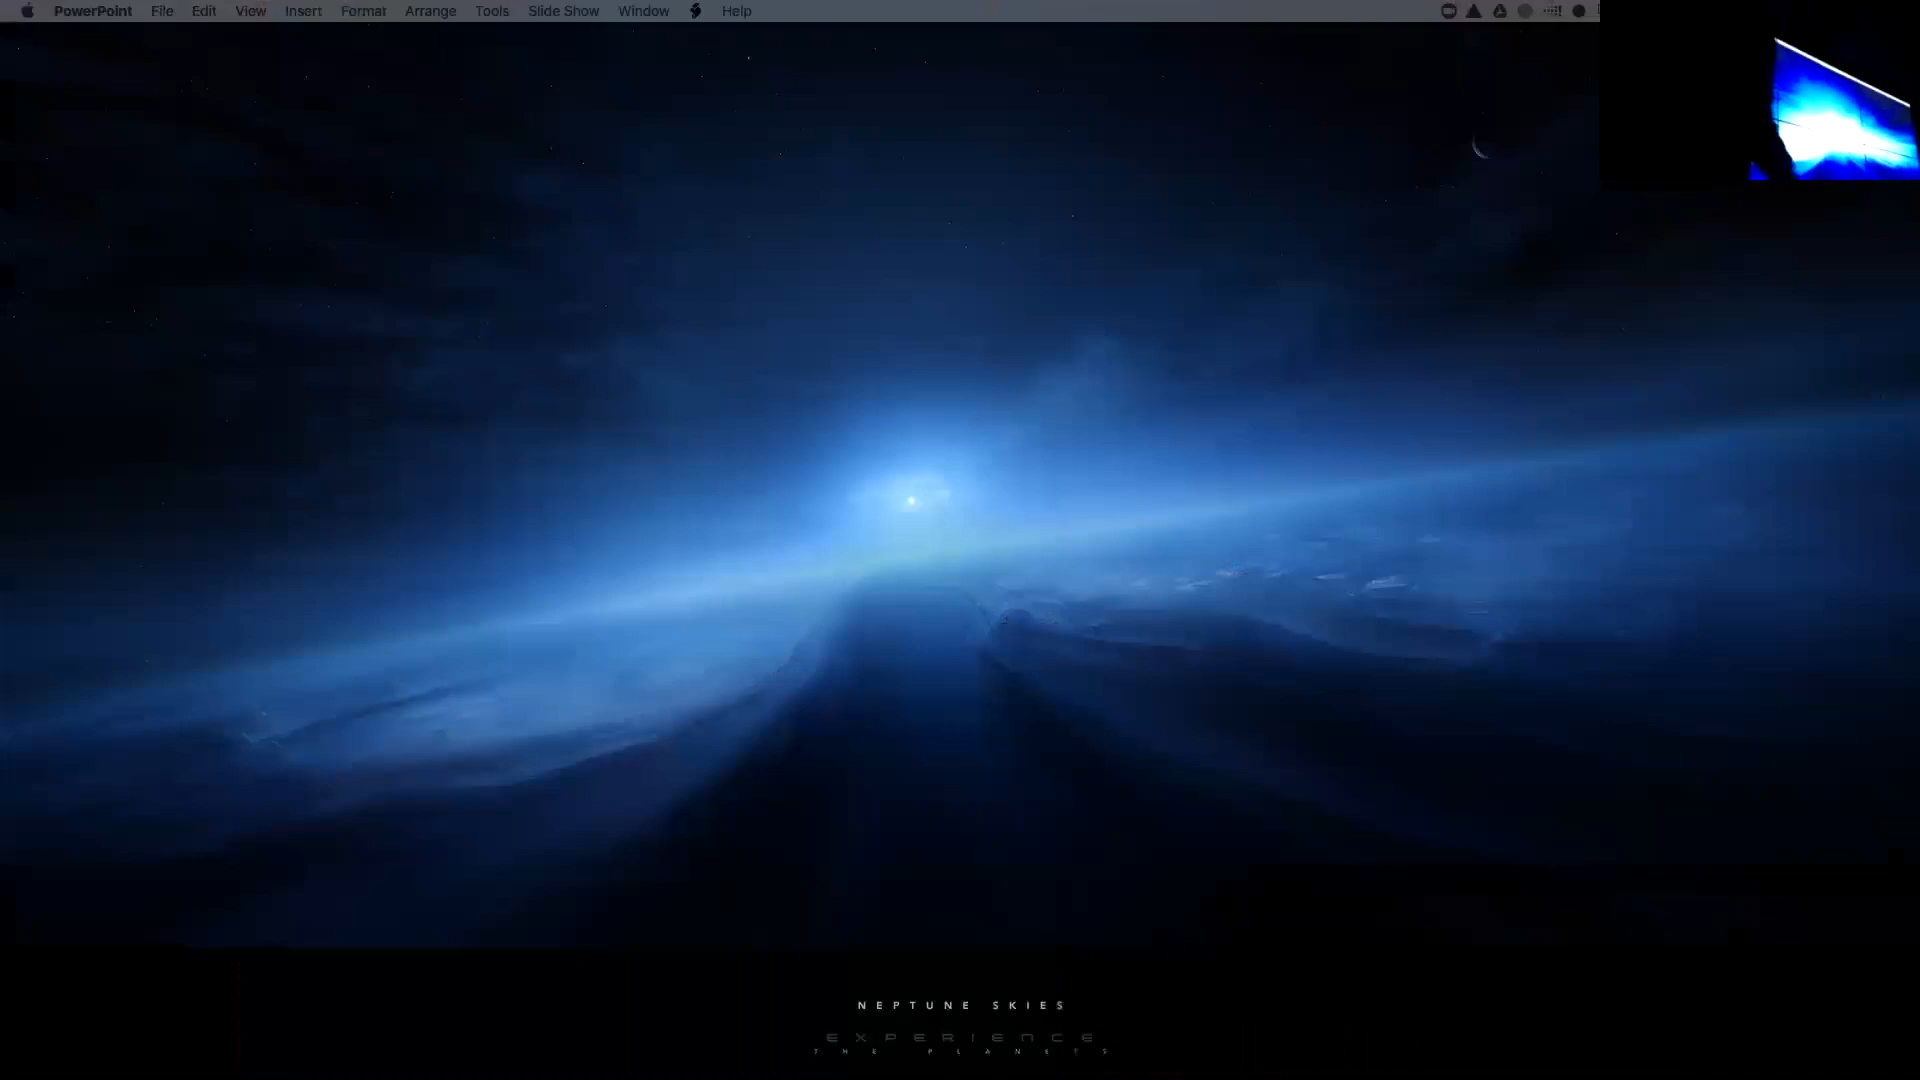 PowerPoint File Edit View Insert Format Arrange Tools Slide Show Window Help
NEPTUNE SKIES
EXPERIENCE
THE PLANETS